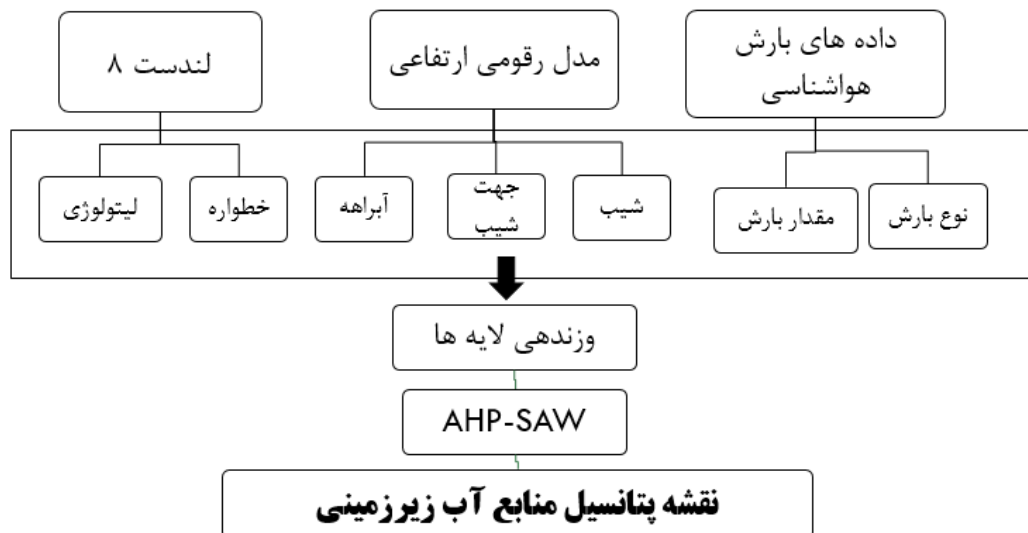 داده های بارش
هواشناسی
مدل رقومی ارتفاعی
لندست ۸
نوع بارش
مقدار بارش
شیب
جهت
شیب
آبراهه
خطواره
لیتولوژی
وزندهی لایه ها
AHP-SAW
نقشه پتانسیل منابع آب زیرزمینی